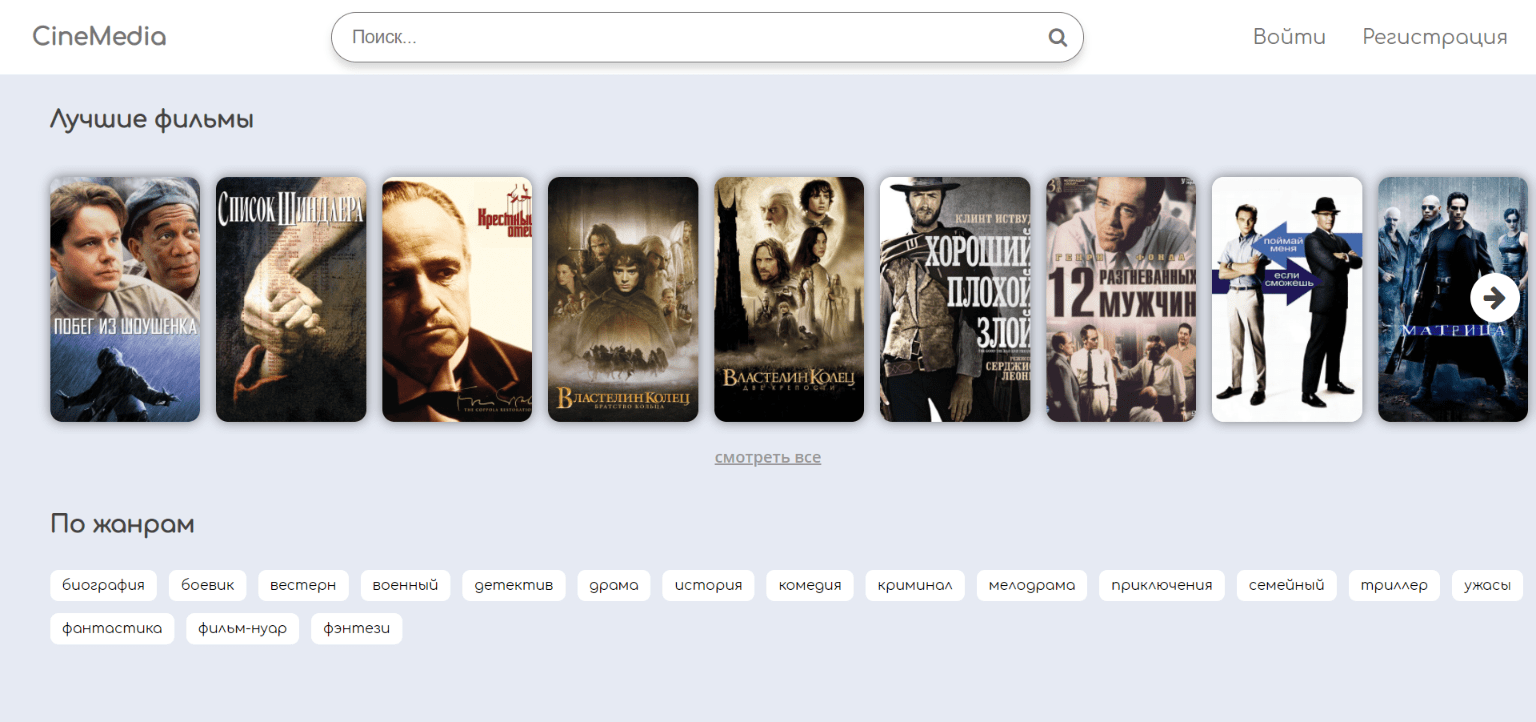 CineMedia
Поиск...
Войти
Регистрация
Лучшие фильмы
ПОБЕГ ИЗ ШОУШЕНКА
СПИСОК ШИНДЛЕРА
Крестный
отец
THE COPPOLA RESTORATION
ВЛАСТЕЛИН КОЛЕЦ
БРАТСТВО КОЛЬЦА
ВЛАСТЕЛИН КОЛЕЦ
ДВЕ КРЕПОСТИ
КЛИНТ ИСТВУД
ХОРОШИЙ
ПЛОХОЙ
ЗЛОЙ
СЕРДЖИО
ЛЕОНЕ
ГЕНРИ ФОНДА
12 РАЗГНЕВАННЫХ
МУЖЧИН
поймай
меня
если
сможешь
МАТРИЦА
смотреть все
По жанрам
биография боевик вестерн военный детектив драма история комедия криминал мелодрама приключения семейный триллер ужасы
фантастика фильм-нуар фэнтези